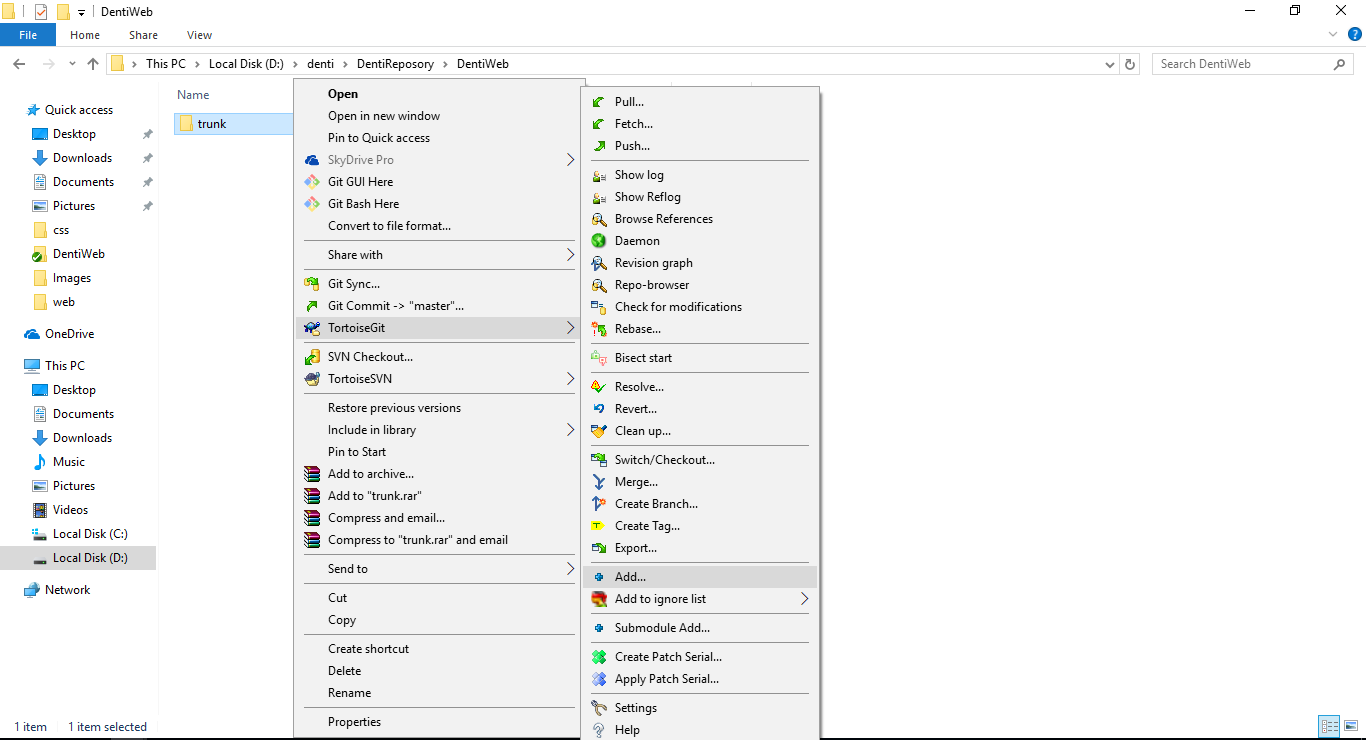 DentiWeb
File Home Share View
This PC Local Disk (D:) denti DentiReposory DentiWeb
Search DentiWeb
Quick access
Desktop
Downloads
Documents
Pictures
css
DentiWeb
Images
web
OneDrive
This PC
Desktop
Documents
Downloads
Music
Pictures
Videos
Local Disk (C:)
Local Disk (D:)
Network
Name
trunk
Open
Open in new window
Pin to Quick access
SkyDrive Pro
Git GUI Here
Git Bash Here
Convert to file format...
Share with
Git Sync...
Git Commit -> "master"...
TortoiseGit
SVN Checkout...
TortoiseSVN
Restore previous versions
Include in library
Pin to Start
Add to archive...
Add to "trunk.rar"
Compress and email...
Compress to "trunk.rar" and email
Send to
Cut
Copy
Create shortcut
Delete
Rename
Properties
Pull...
Fetch...
Push...
Show log
Show Reflog
Browse References
Daemon
Revision graph
Repo-browser
Check for modifications
Rebase...
Bisect start
Resolve...
Revert...
Clean up...
Switch/Checkout...
Merge...
Create Branch...
Create Tag...
Export...
Add...
Add to ignore list
Submodule Add...
Create Patch Serial...
Apply Patch Serial...
Settings
Help
1 item 1 item selected